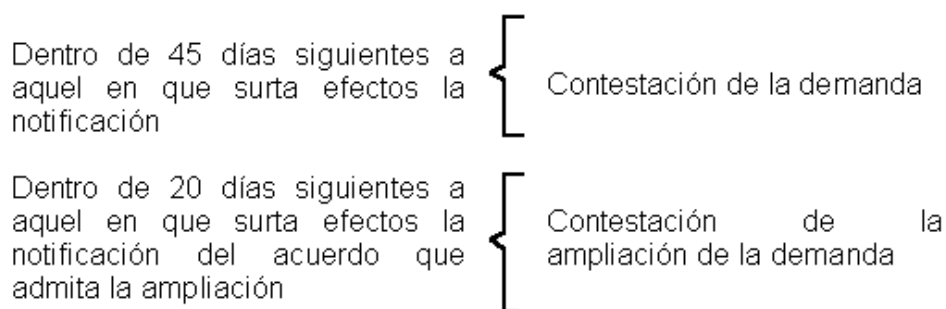 Dentro de 45 días siguientes a
aquel en que surta efectos la
notificación
Contestación de la demanda
Dentro de 20 días siguientes a
aquel en que surta efectos la
notificación del acuerdo que
admita la ampliación
Contestación de la
ampliación de la demanda